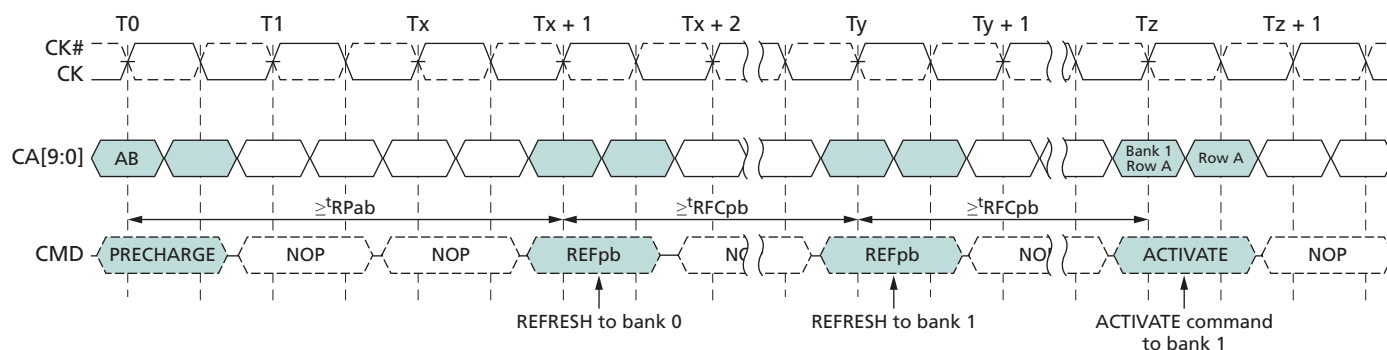 T0 T1 Tx Tx + 1 Tx + 2 Ty Ty + 1 Tz Tz + 1
CK#
CK
CA[9:0] AB Bank 1 Row A Row A
≥tRPab ≥tRFCpb ≥tRFCpb
CMD PRECHARGE NOP NOP REFpb NO REFpb NO ACTIVATE NOP
REFRESH to bank 0 REFRESH to bank 1 ACTIVATE command
to bank 1